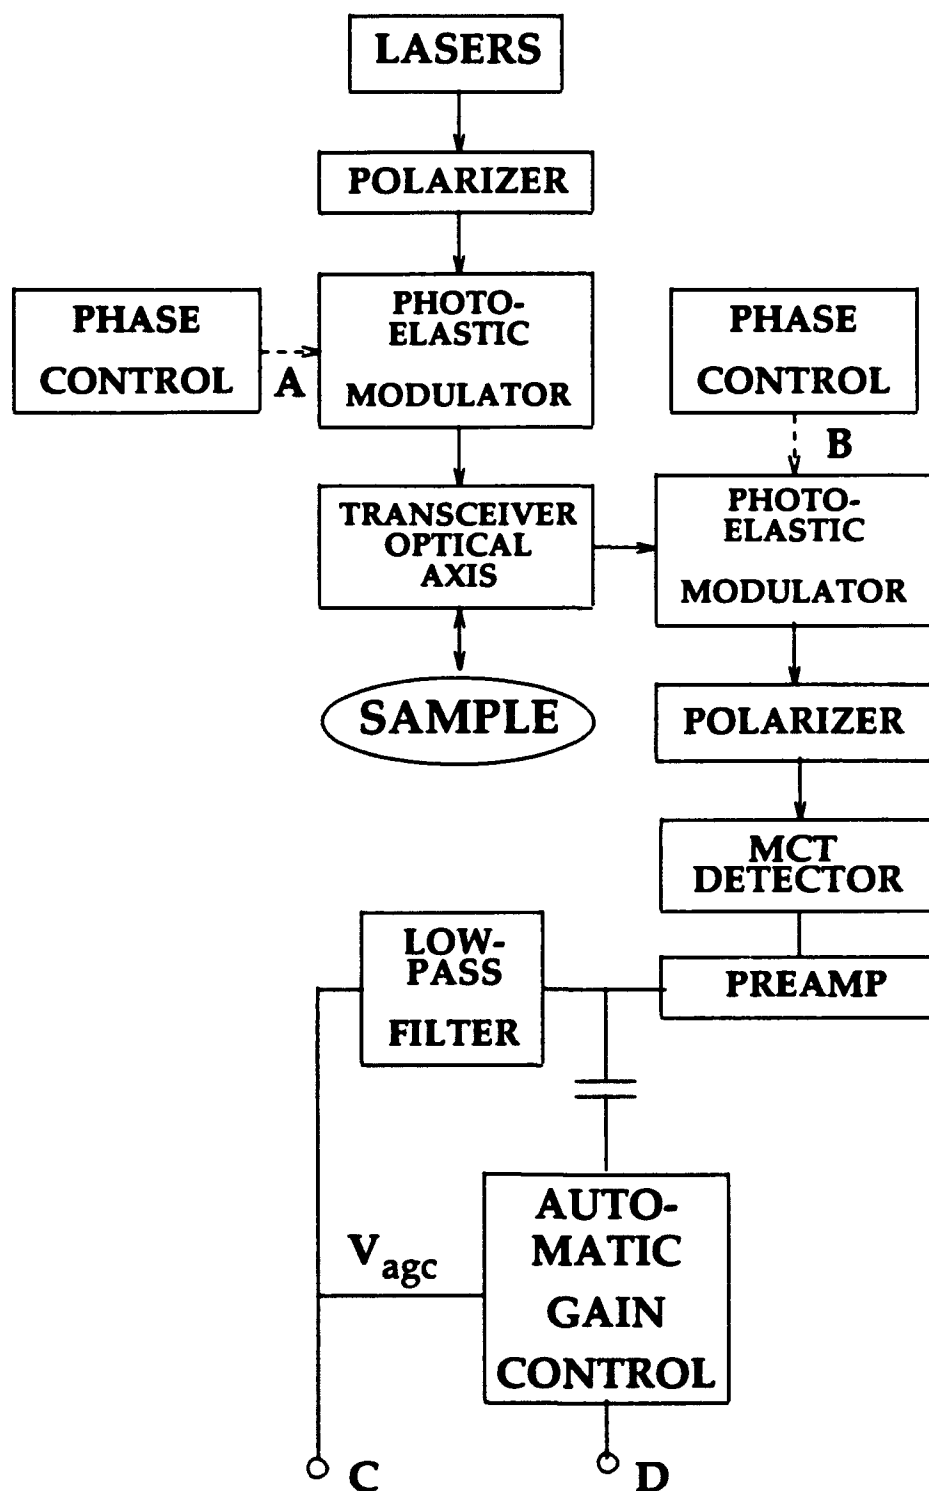 LASERS
POLARIZER
PHOTO-
ELASTIC
MODULATOR
PHASE
CONTROL
A
PHASE
CONTROL
B
TRANSCEIVER
OPTICAL
AXIS
PHOTO-
ELASTIC
MODULATOR
SAMPLE
POLARIZER
MCT
DETECTOR
PREAMP
LOW-
PASS
FILTER
AUTO-
MATIC
GAIN
CONTROL
Vagc
C
D